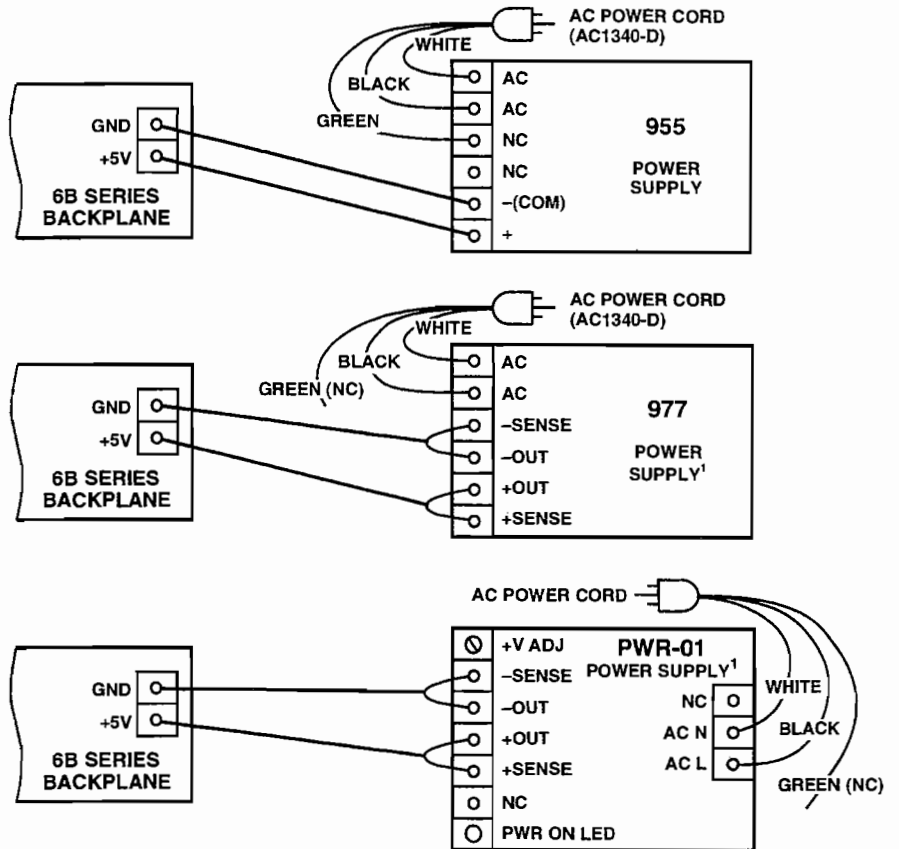 AC POWER CORD
(AC1340-D)
WHITE
BLACK
GREEN
GND
+5V
6B SERIES
BACKPLANE
AC
AC
NC
NC
–(COM)
+
955
POWER
SUPPLY
AC POWER CORD
(AC1340-D)
WHITE
BLACK
GREEN (NC)
GND
+5V
6B SERIES
BACKPLANE
AC
AC
–SENSE
–OUT
+OUT
+SENSE
977
POWER
SUPPLY¹
AC POWER CORD
GND
+5V
6B SERIES
BACKPLANE
+V ADJ
–SENSE
–OUT
+OUT
+SENSE
NC
PWR ON LED
PWR-01
POWER SUPPLY¹
NC
AC N
AC L
WHITE
BLACK
GREEN (NC)